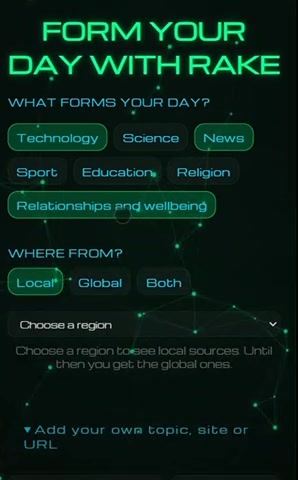 FORM YOUR
DAY WITH RAKE
WHAT FORMS YOUR DAY?
Technology
Science
News
Sport
Education
Religion
Relationships and wellbeing
WHERE FROM?
Local
Global
Both
Choose a region
Choose a region to see local sources. Until
then you get the global ones.
▼Add your own topic, site or
URL